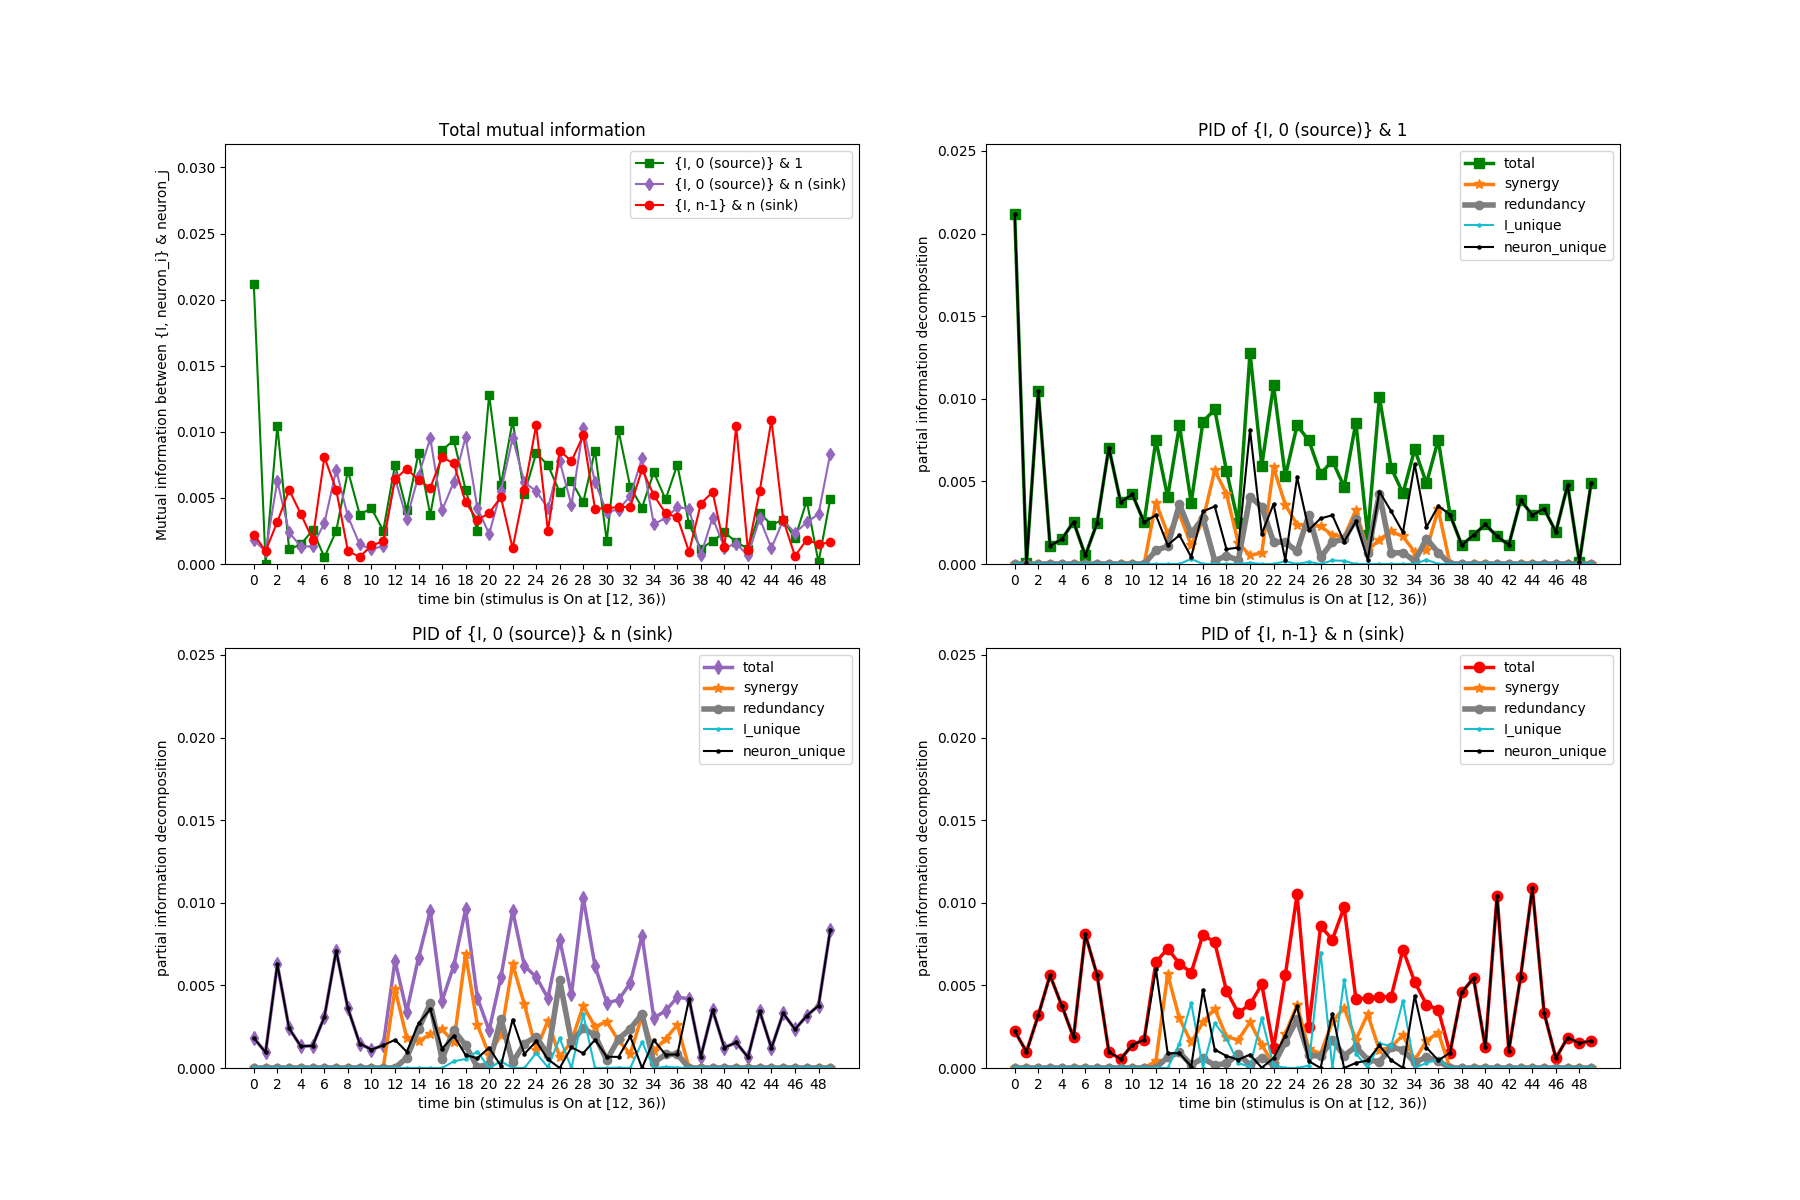 Total mutual information
Mutual information between {I, neuron_i} & neuron_j
0.030
0.025
0.020
0.015
0.010
0.005
0.000
{I, 0 (source)} & 1
{I, 0 (source)} & n (sink)
{I, n-1} & n (sink)
0 2 4 6 8 10 12 14 16 18 20 22 24 26 28 30 32 34 36 38 40 42 44 46 48
time bin (stimulus is On at [12, 36))
PID of {I, 0 (source)} & 1
partial information decomposition
0.025
0.020
0.015
0.010
0.005
0.000
total
synergy
redundancy
I_unique
neuron_unique
0 2 4 6 8 10 12 14 16 18 20 22 24 26 28 30 32 34 36 38 40 42 44 46 48
time bin (stimulus is On at [12, 36))
PID of {I, 0 (source)} & n (sink)
partial information decomposition
0.025
0.020
0.015
0.010
0.005
0.000
total
synergy
redundancy
I_unique
neuron_unique
0 2 4 6 8 10 12 14 16 18 20 22 24 26 28 30 32 34 36 38 40 42 44 46 48
time bin (stimulus is On at [12, 36))
PID of {I, n-1} & n (sink)
partial information decomposition
0.025
0.020
0.015
0.010
0.005
0.000
total
synergy
redundancy
I_unique
neuron_unique
0 2 4 6 8 10 12 14 16 18 20 22 24 26 28 30 32 34 36 38 40 42 44 46 48
time bin (stimulus is On at [12, 36))